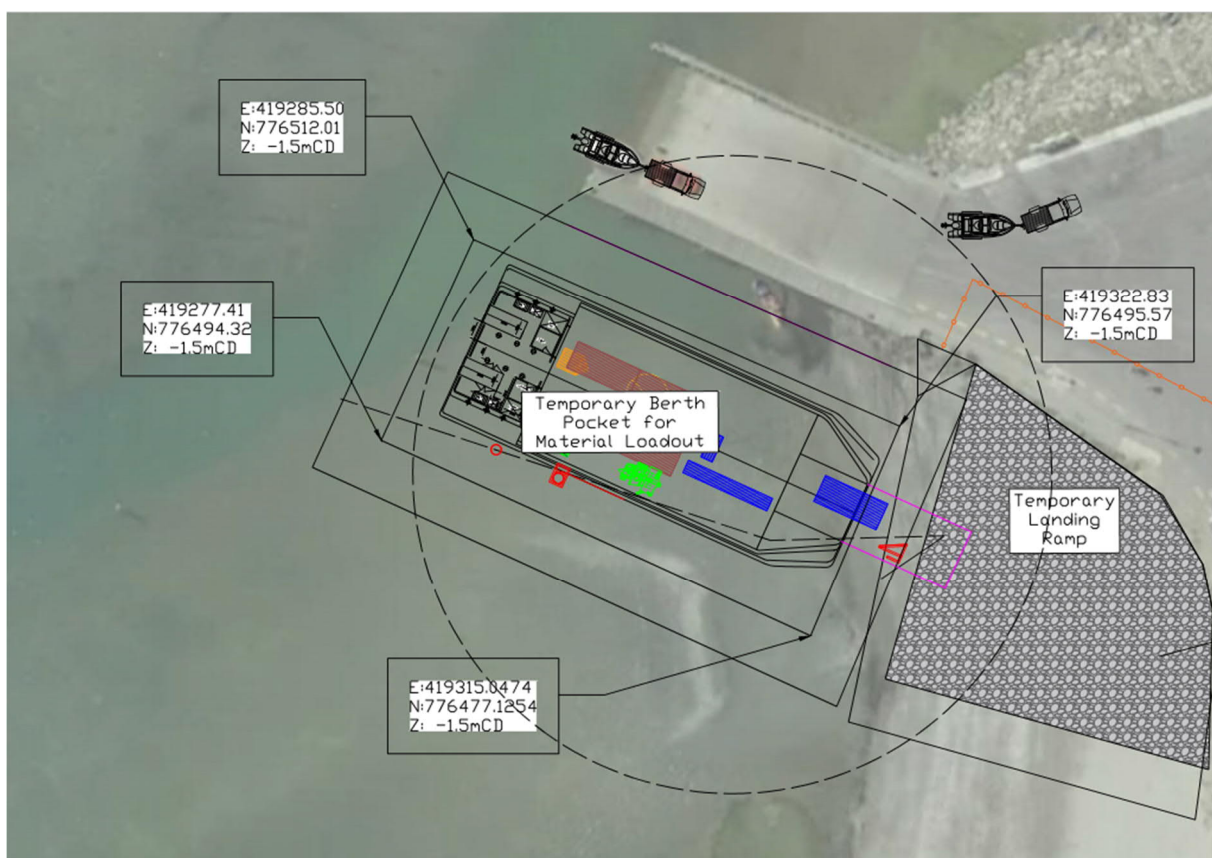 E:419285.50
N:776512.01
Z: -1.5mCD
E:419277.41
N:776494.32
Z: -1.5mCD
E:419322.83
N:776495.57
Z: -1.5mCD
Temporary Berth
Pocket for
Material Loadout
Temporary
Landing
Ramp
E:419315.0474
N:776477.1254
Z: -1.5mCD